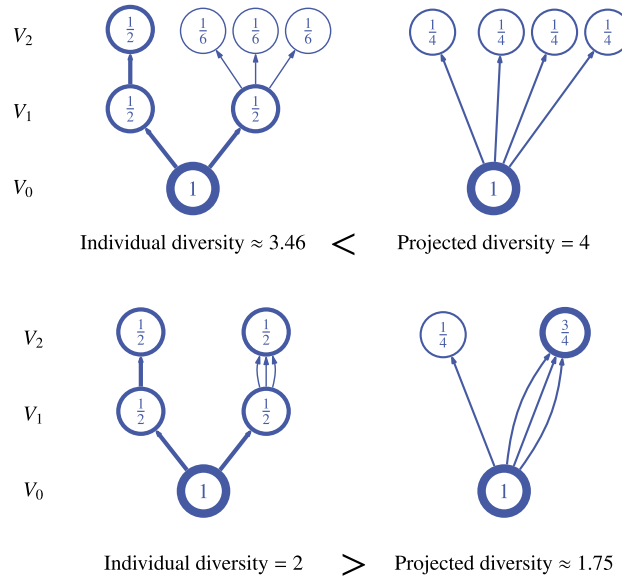 V₂ 1/2 1/6 1/6 1/6 1/4 1/4 1/4 1/4
V₁ 1/2 1/2
V₀ 1 1
Individual diversity ≈ 3.46 < Projected diversity = 4
V₂ 1/2 1/2 1/4 3/4
V₁ 1/2 1/2
V₀ 1 1
Individual diversity = 2 > Projected diversity ≈ 1.75